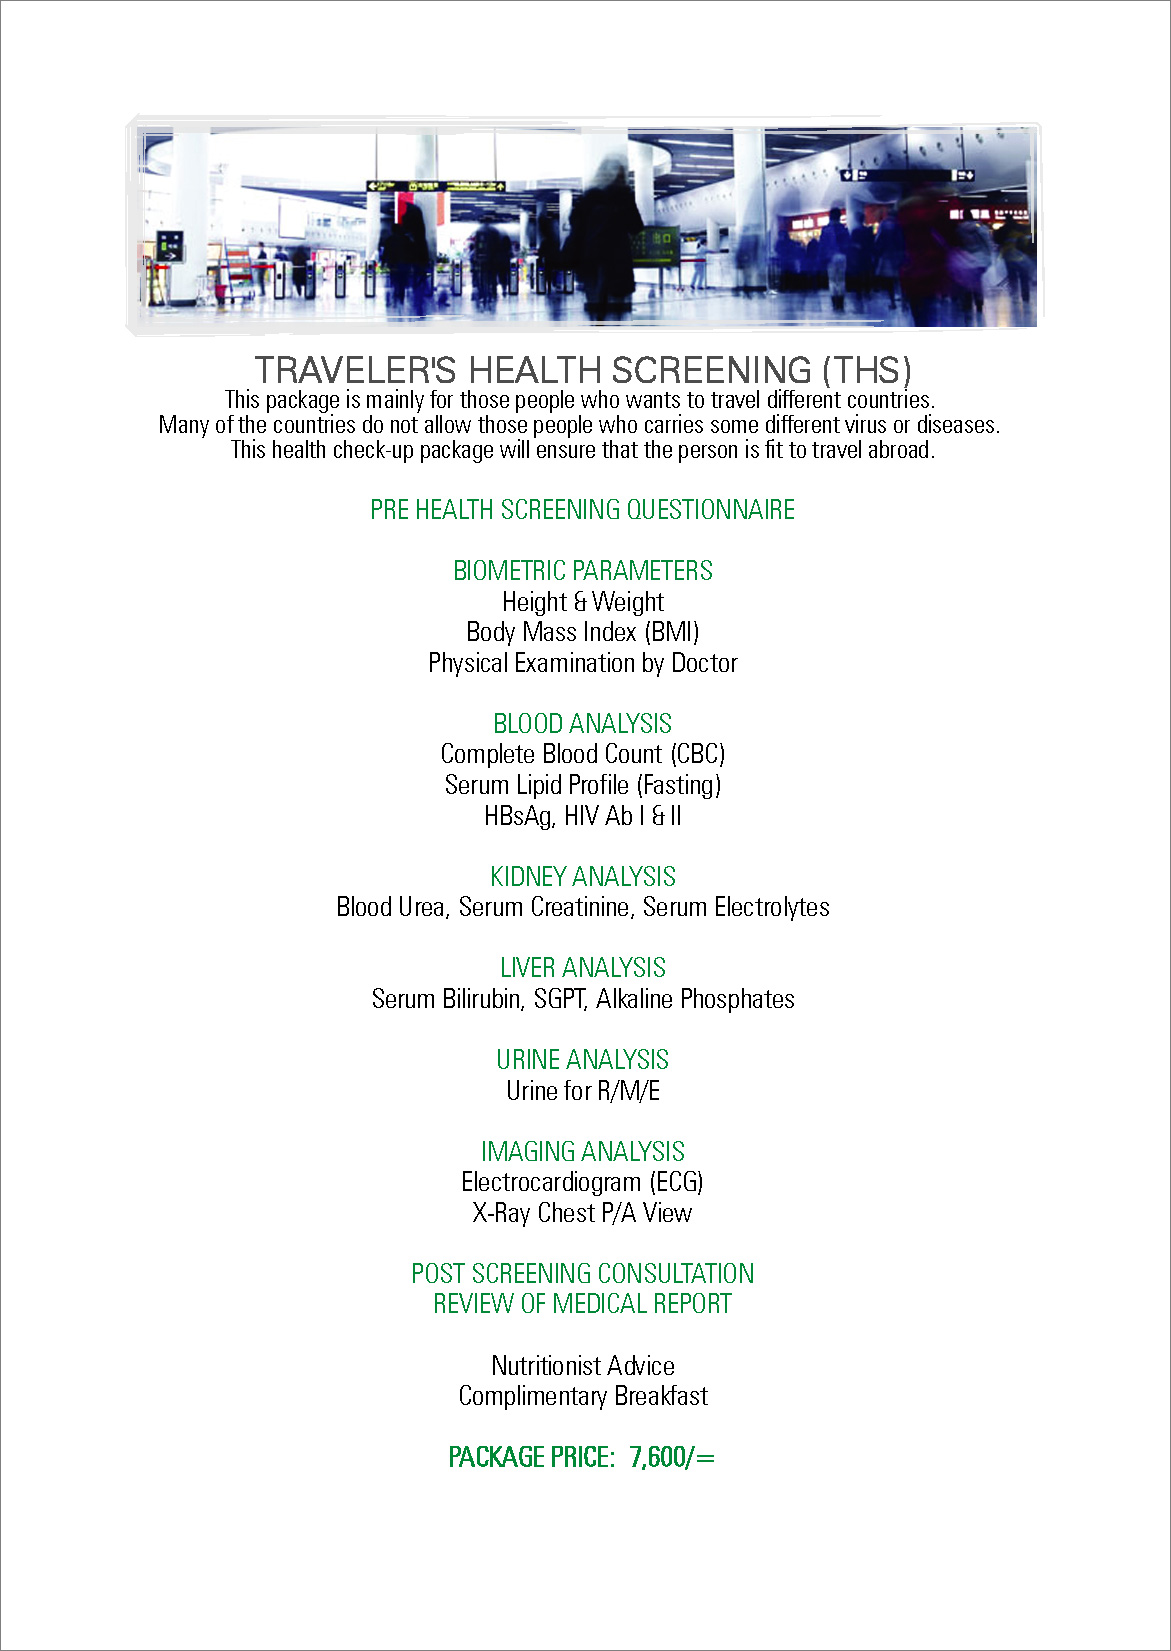 出口
TRAVELER'S HEALTH SCREENING (THS)
This package is mainly for those people who wants to travel different countries.
Many of the countries do not allow those people who carries some different virus or diseases.
This health check-up package will ensure that the person is fit to travel abroad.
PRE HEALTH SCREENING QUESTIONNAIRE
BIOMETRIC PARAMETERS
Height & Weight
Body Mass Index (BMI)
Physical Examination by Doctor
BLOOD ANALYSIS
Complete Blood Count (CBC)
Serum Lipid Profile (Fasting)
HBsAg, HIV Ab I & II
KIDNEY ANALYSIS
Blood Urea, Serum Creatinine, Serum Electrolytes
LIVER ANALYSIS
Serum Bilirubin, SGPT, Alkaline Phosphates
URINE ANALYSIS
Urine for R/M/E
IMAGING ANALYSIS
Electrocardiogram (ECG)
X-Ray Chest P/A View
POST SCREENING CONSULTATION
REVIEW OF MEDICAL REPORT
Nutritionist Advice
Complimentary Breakfast
PACKAGE PRICE: 7,600/=